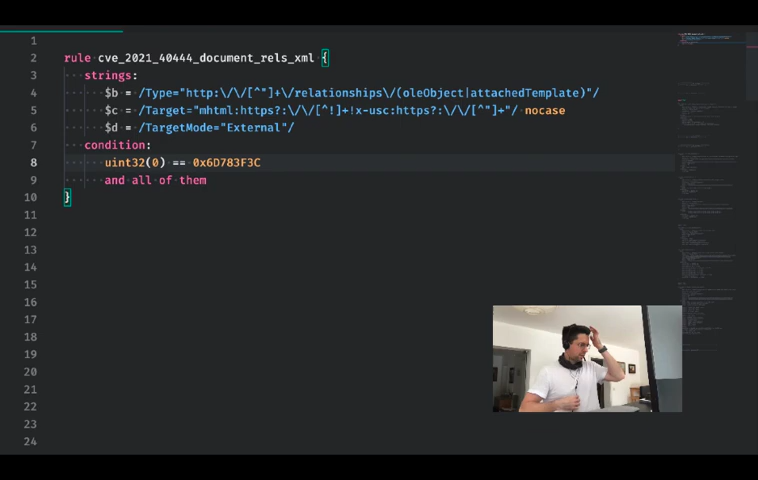 1
2 rule cve_2021_40444_document_rels_xml {
3 strings:
4 $b = /Type="http:\/\/[^"]+\/relationships\/(oleObject|attachedTemplate)"/
5 $c = /Target="mhtml:https?:\/\/[^!]+!x-usc:https?:\/\/[^"]+"/ nocase
6 $d = /TargetMode="External"/
7 condition:
8 uint32(0) == 0x6D783F3C
9 and all of them
10 }
11
12
13
14
15
16
17
18
19
20
21
22
23
24